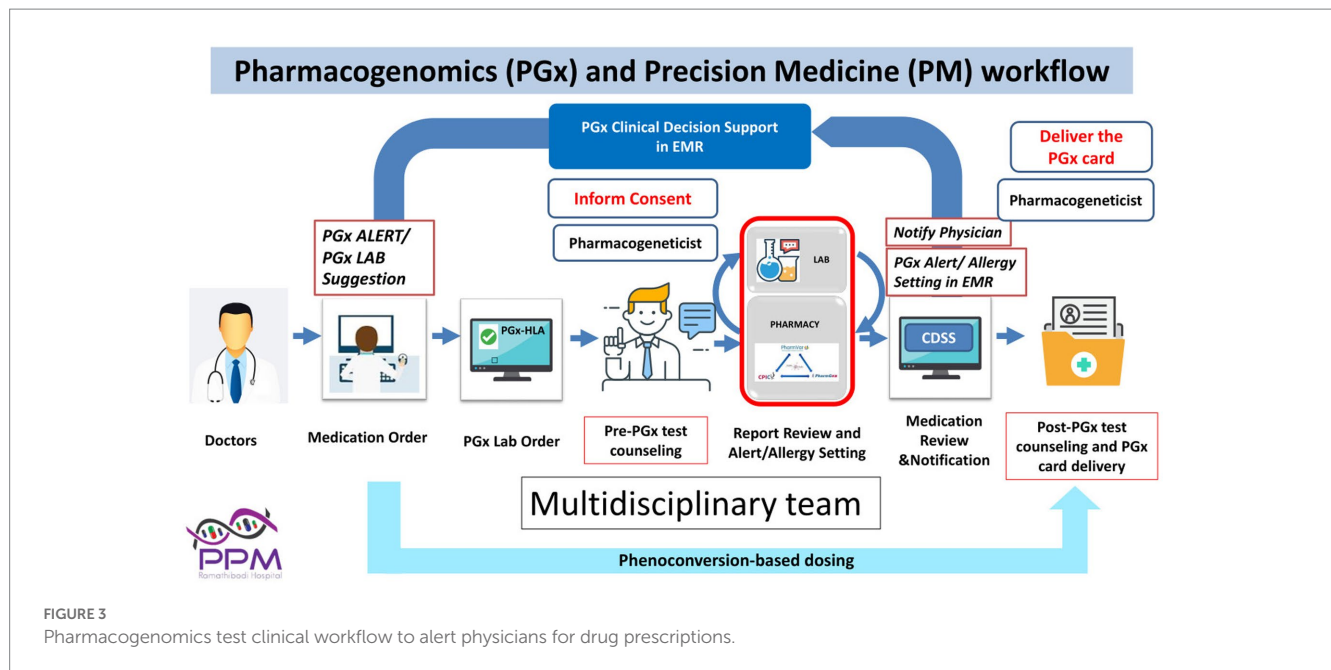 Pharmacogenomics (PGx) and Precision Medicine (PM) workflow
PGx Clinical Decision Support
in EMR
Deliver the
PGx card
Pharmacogeneticist
Inform Consent
Pharmacogeneticist
PGx ALERT/
PGx LAB
Suggestion
LAB
Notify Physician
PGx Alert/ Allergy
Setting in EMR
PGx-HLA
PHARMACY
CPIC
CDSS
Doctors
Medication Order
PGx Lab Order
Pre-PGx test
counseling
Report Review and
Alert/Allergy Setting
Medication
Review
&Notification
Post-PGx test
counseling and PGx
card delivery
Multidisciplinary team
PPM
Ramathibodi Hospital
Phenoconversion-based dosing
FIGURE 3
Pharmacogenomics test clinical workflow to alert physicians for drug prescriptions.